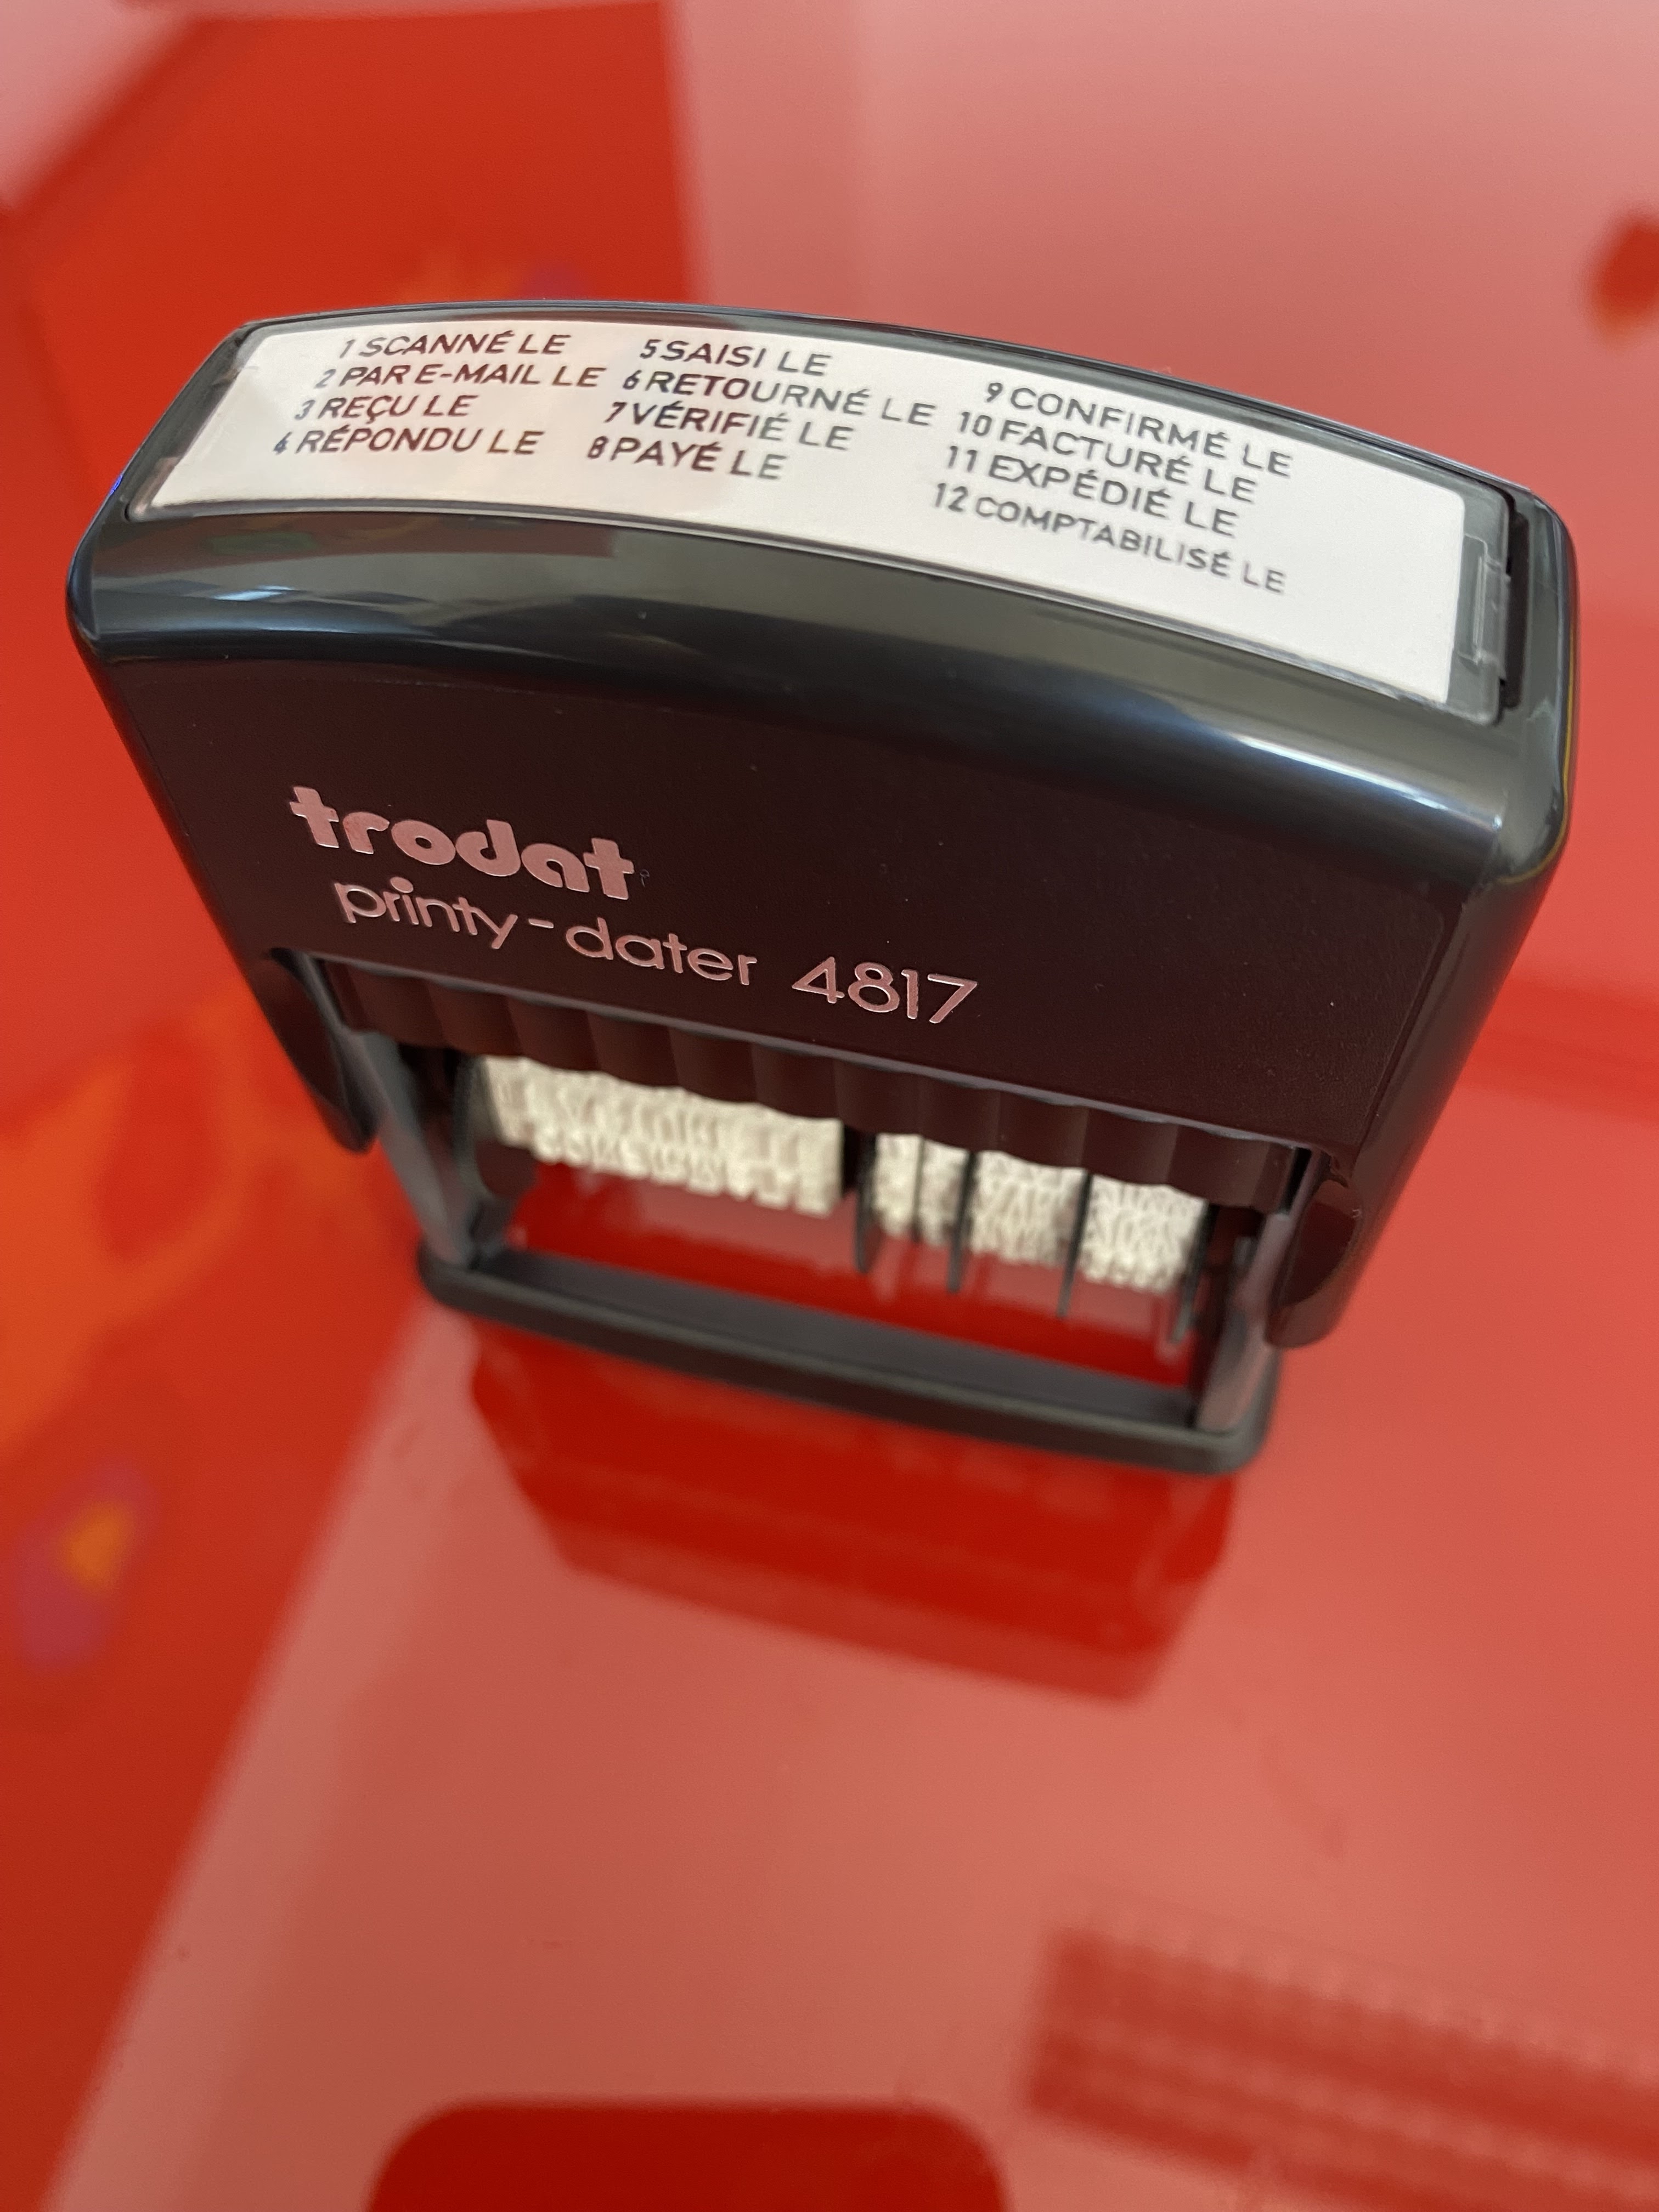 1 SCANNÉ LE
2 PAR E-MAIL LE
3 REÇU LE
4 RÉPONDU LE
5 SAISI LE
6 RETOURNÉ LE
7 VÉRIFIÉ LE
8 PAYÉ LE
9 CONFIRMÉ LE
10 FACTURÉ LE
11 EXPÉDIÉ LE
12 COMPTABILISÉ LE
trodat
printy-dater 4817